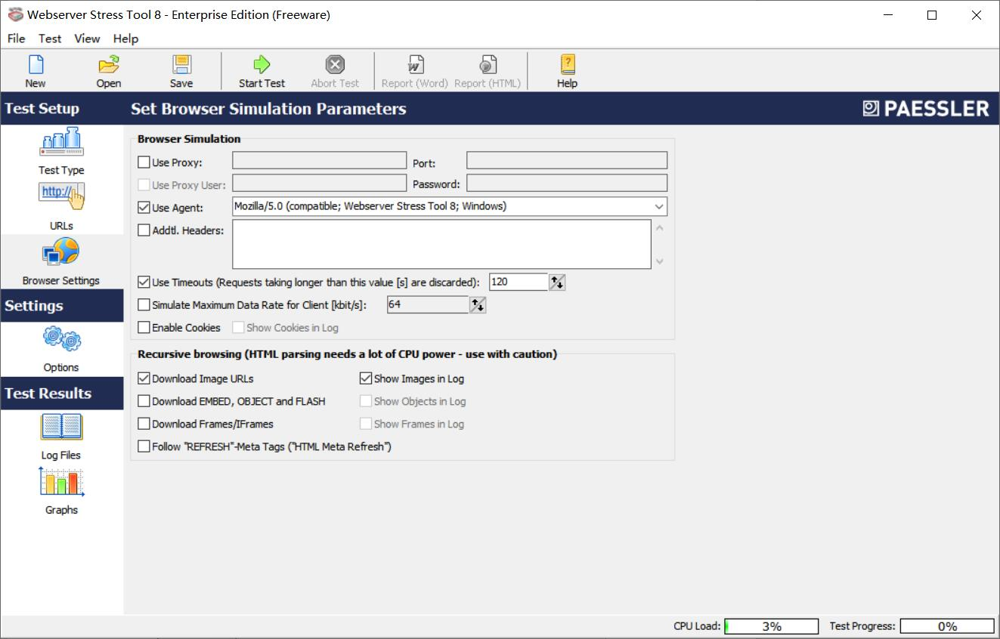 Webserver Stress Tool 8 - Enterprise Edition (Freeware)
File Test View Help
New Open Save Start Test Abort Test Report (Word) Report (HTML) Help
Test Setup
Set Browser Simulation Parameters
PAESSLER
Test Type
http://
URLs
Browser Settings
Settings
Options
Test Results
Log Files
Graphs
Browser Simulation
Use Proxy: Port:
Use Proxy User: Password:
Use Agent: Mozilla/5.0 (compatible; Webserver Stress Tool 8; Windows)
Addtl. Headers:
Use Timeouts (Requests taking longer than this value [s] are discarded): 120
Simulate Maximum Data Rate for Client [kbit/s]: 64
Enable Cookies Show Cookies in Log
Recursive browsing (HTML parsing needs a lot of CPU power - use with caution)
Download Image URLs Show Images in Log
Download EMBED, OBJECT and FLASH Show Objects in Log
Download Frames/IFrames Show Frames in Log
Follow "REFRESH"-Meta Tags ("HTML Meta Refresh")
CPU Load: 3% Test Progress: 0%